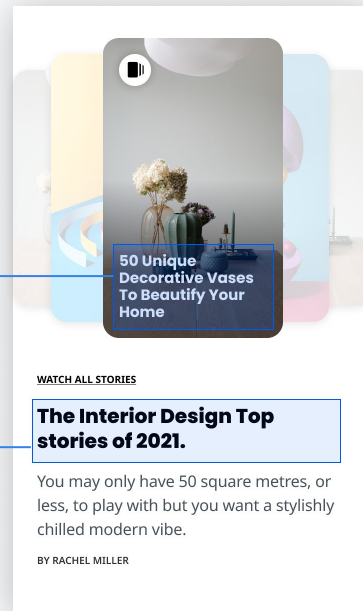 50 Unique
Decorative Vases
To Beautify Your
Home
WATCH ALL STORIES
The Interior Design Top
stories of 2021.
You may only have 50 square metres, or
less, to play with but you want a stylishly
chilled modern vibe.
BY RACHEL MILLER